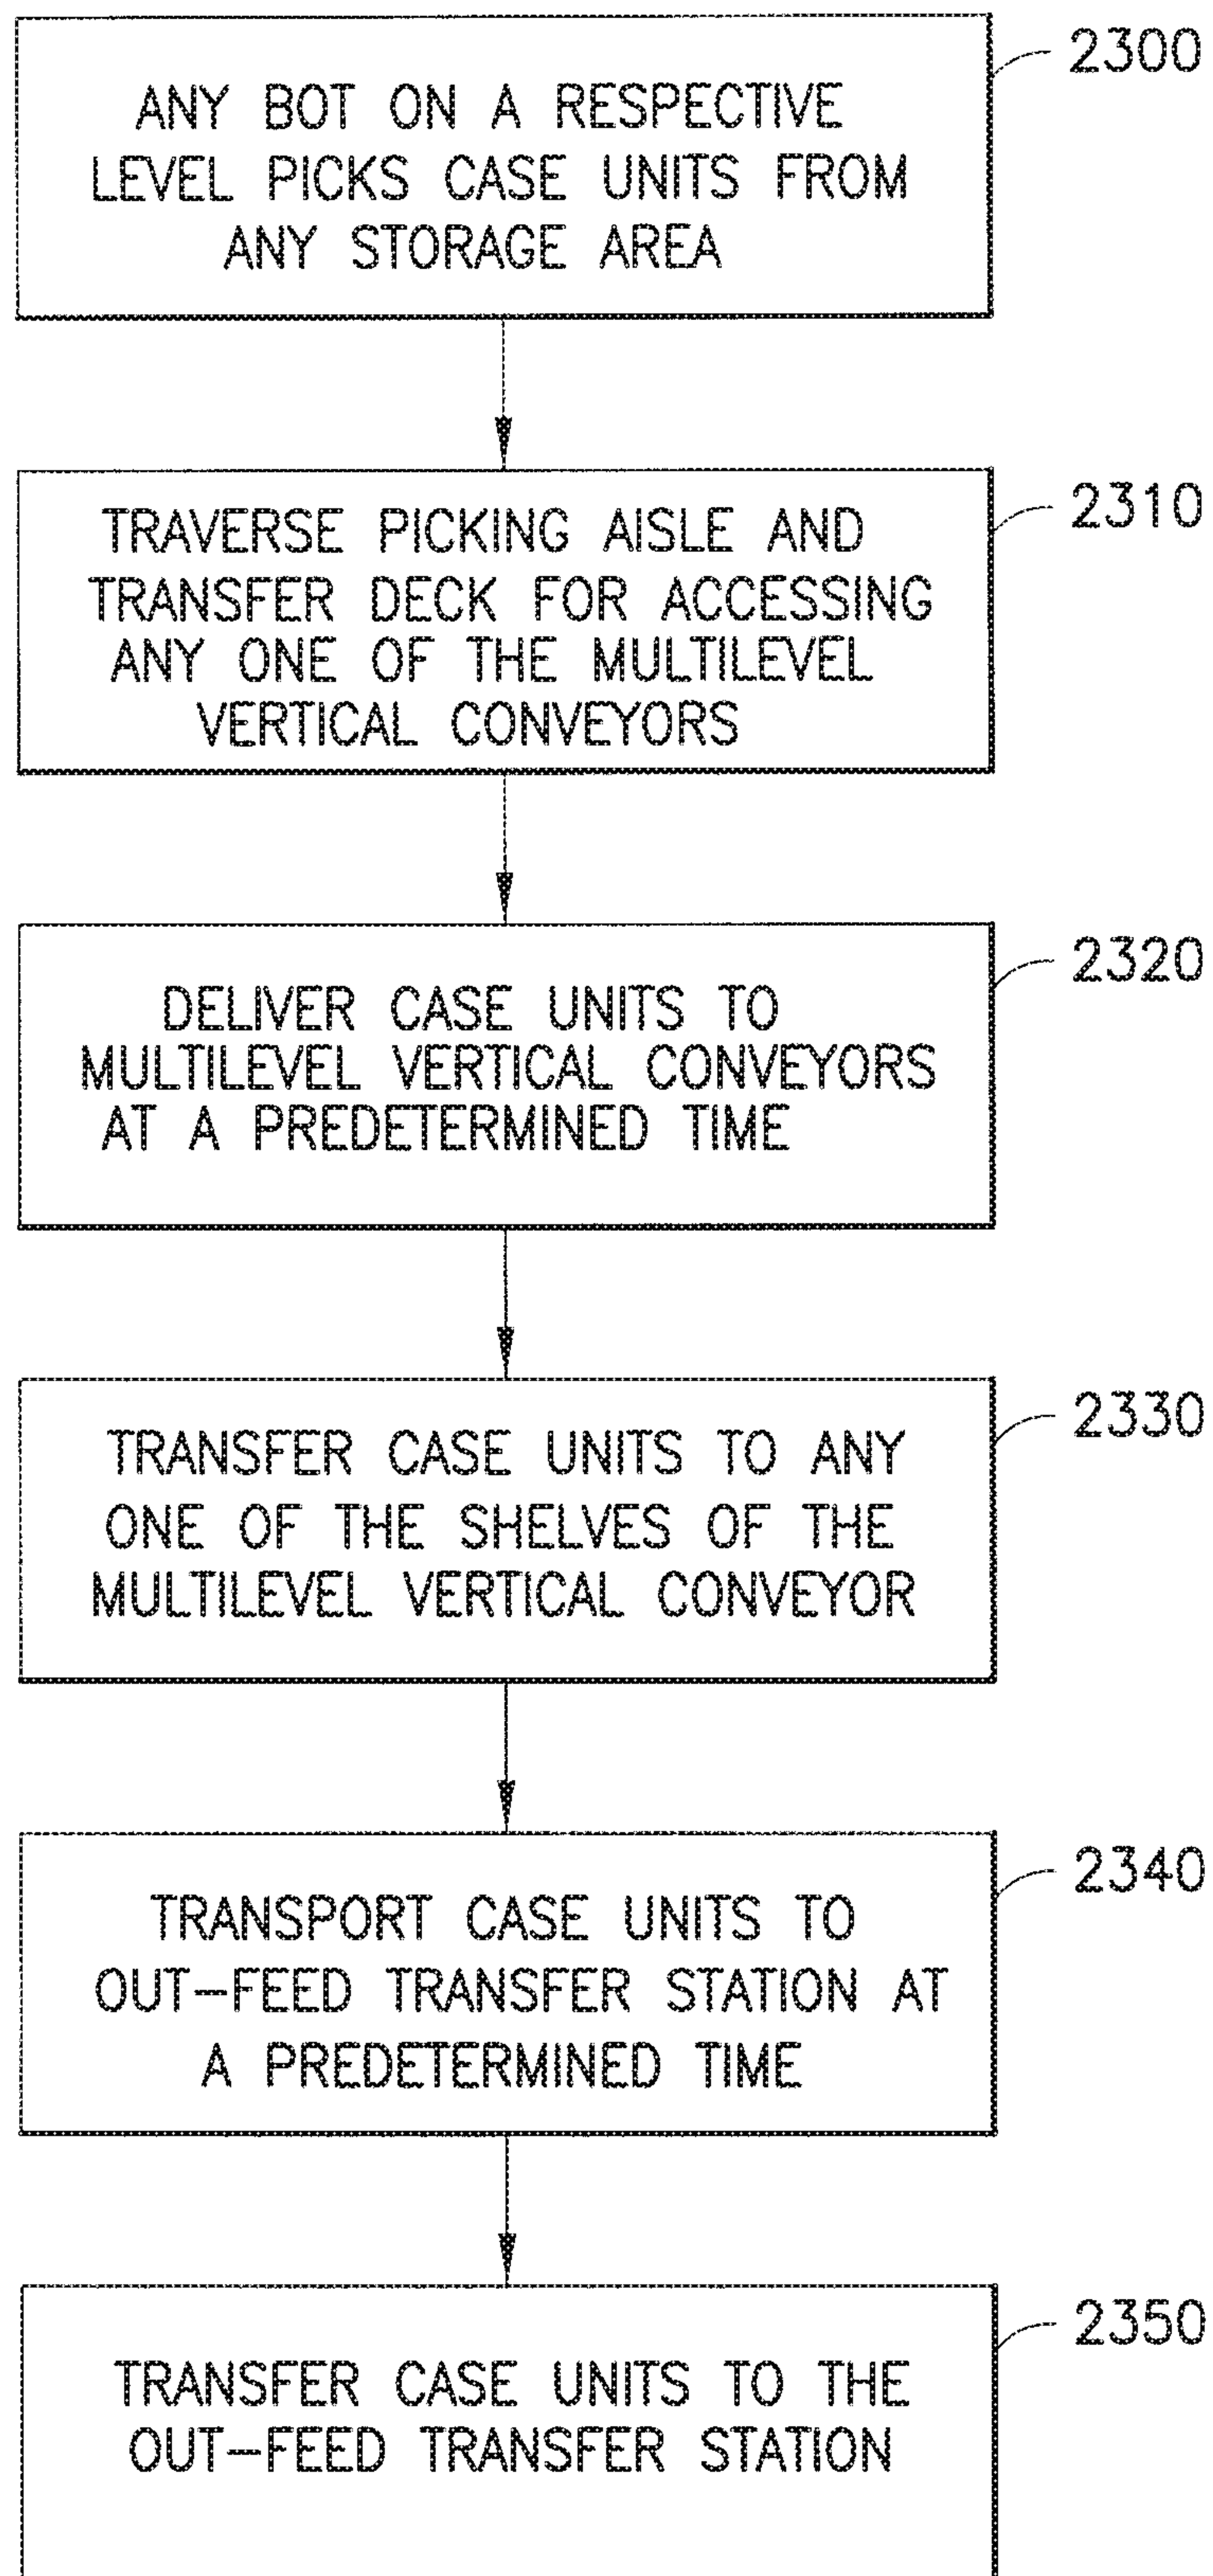 2300
ANY BOT ON A RESPECTIVE
LEVEL PICKS CASE UNITS FROM
ANY STORAGE AREA
2310
TRAVERSE PICKING AISLE AND
TRANSFER DECK FOR ACCESSING
ANY ONE OF THE MULTILEVEL
VERTICAL CONVEYORS
2320
DELIVER CASE UNITS TO
MULTILEVEL VERTICAL CONVEYORS
AT A PREDETERMINED TIME
2330
TRANSFER CASE UNITS TO ANY
ONE OF THE SHELVES OF THE
MULTILEVEL VERTICAL CONVEYOR
2340
TRANSPORT CASE UNITS TO
OUT-FEED TRANSFER STATION AT
A PREDETERMINED TIME
2350
TRANSFER CASE UNITS TO THE
OUT-FEED TRANSFER STATION